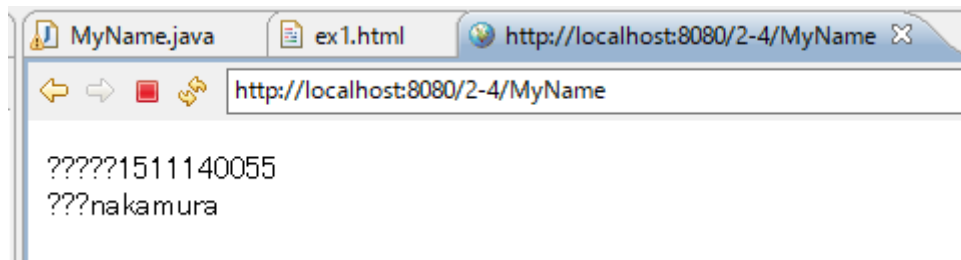 MyName.java ex1.html http://localhost:8080/2-4/MyName
http://localhost:8080/2-4/MyName
?????1511140055
???nakamura